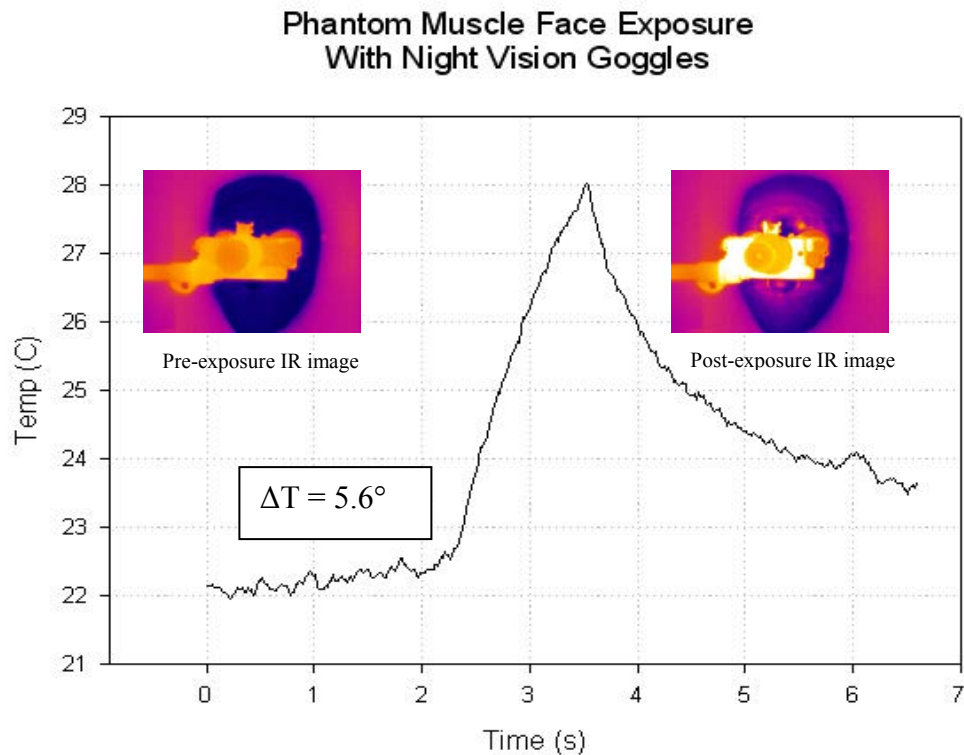 Phantom Muscle Face Exposure
With Night Vision Goggles
29
28
27
26
25
24
23
22
21
Temp (C)
Pre-exposure IR image
Post-exposure IR image
ΔT = 5.6°
0 1 2 3 4 5 6 7
Time (s)